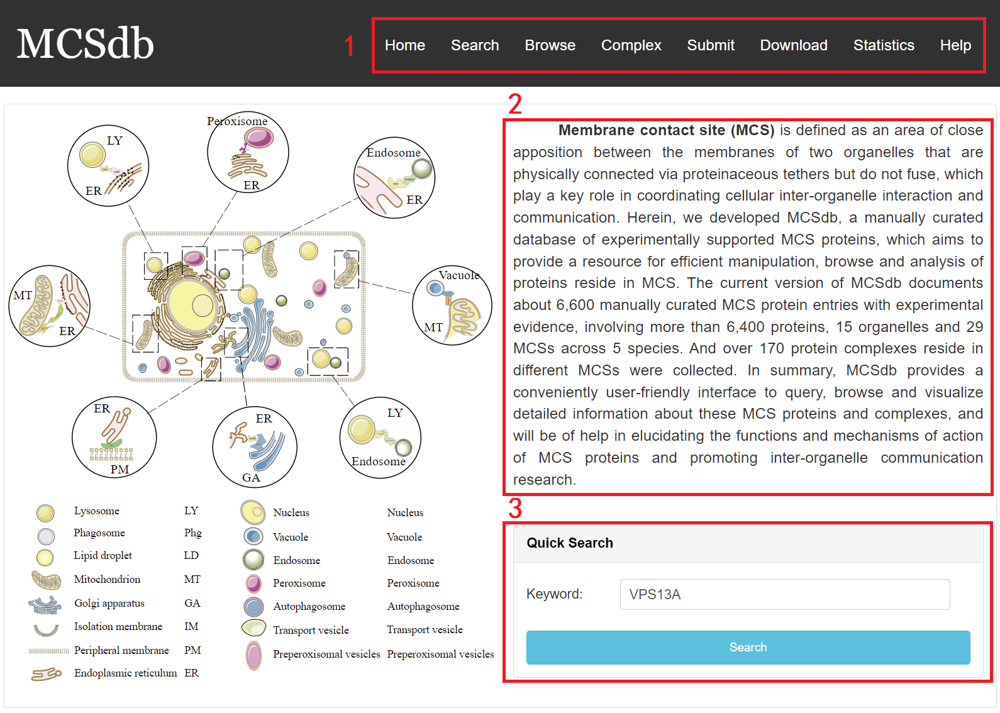 MCSdb
1
Home Search Browse Complex Submit Download Statistics Help
2
Membrane contact site (MCS) is defined as an area of close
apposition between the membranes of two organelles that are
physically connected via proteinaceous tethers but do not fuse, which
play a key role in coordinating cellular inter-organelle interaction and
communication. Herein, we developed MCSdb, a manually curated
database of experimentally supported MCS proteins, which aims to
provide a resource for efficient manipulation, browse and analysis of
proteins reside in MCS. The current version of MCSdb documents
about 6,600 manually curated MCS protein entries with experimental
evidence, involving more than 6,400 proteins, 15 organelles and 29
MCSs across 5 species. And over 170 protein complexes reside in
different MCSs were collected. In summary, MCSdb provides a
conveniently user-friendly interface to query, browse and visualize
detailed information about these MCS proteins and complexes, and
will be of help in elucidating the functions and mechanisms of action
of MCS proteins and promoting inter-organelle communication
research.
3
Quick Search
Keyword: VPS13A
Search
LY
VAP
ER
Peroxisome
ER
Endosome
VAP
ER
MT
ER
Vacuole
MT
ER
PM
ER
GA
LY
Endosome
Lysosome LY
Phagosome Phg
Lipid droplet LD
Mitochondrion MT
Golgi apparatus GA
Isolation membrane IM
Peripheral membrane PM
Endoplasmic reticulum ER
Nucleus Nucleus
Vacuole Vacuole
Endosome Endosome
Peroxisome Peroxisome
Autophagosome Autophagosome
Transport vesicle Transport vesicle
Preperoxisomal vesicles Preperoxisomal vesicles